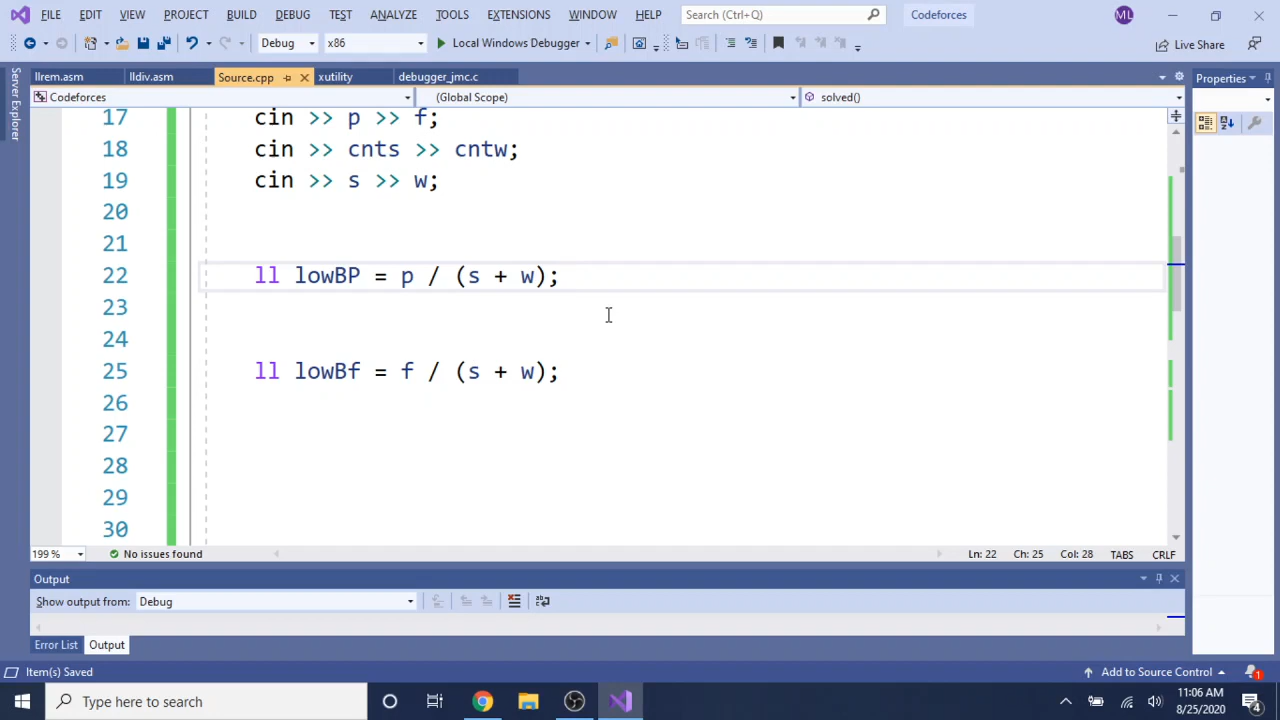 FILE EDIT VIEW PROJECT BUILD DEBUG TEST ANALYZE TOOLS EXTENSIONS WINDOW HELP Search (Ctrl+Q) Codeforces ML
Debug x86 Local Windows Debugger Live Share
Server Explorer
llrem.asm lldiv.asm Source.cpp xutility debugger_jmc.c Properties
Codeforces (Global Scope) solved()
17 cin >> p >> f;
18 cin >> cnts >> cntw;
19 cin >> s >> w;
20
21
22 ll lowBP = p / (s + w);
23
24
25 ll lowBf = f / (s + w);
26
27
28
29
30
199 % No issues found Ln: 22 Ch: 25 Col: 28 TABS CRLF
Output
Show output from: Debug
Error List Output
Item(s) Saved Add to Source Control 1
Type here to search 11:06 AM
8/25/2020 4